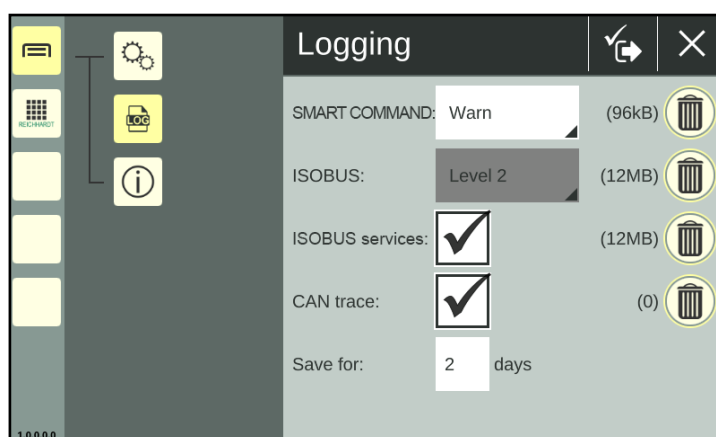 Logging
SMART COMMAND: Warn (96kB)
REICHHARDT
LOG
ISOBUS: Level 2 (12MB)
ISOBUS services: (12MB)
CAN trace: (0)
Save for: 2 days
10000